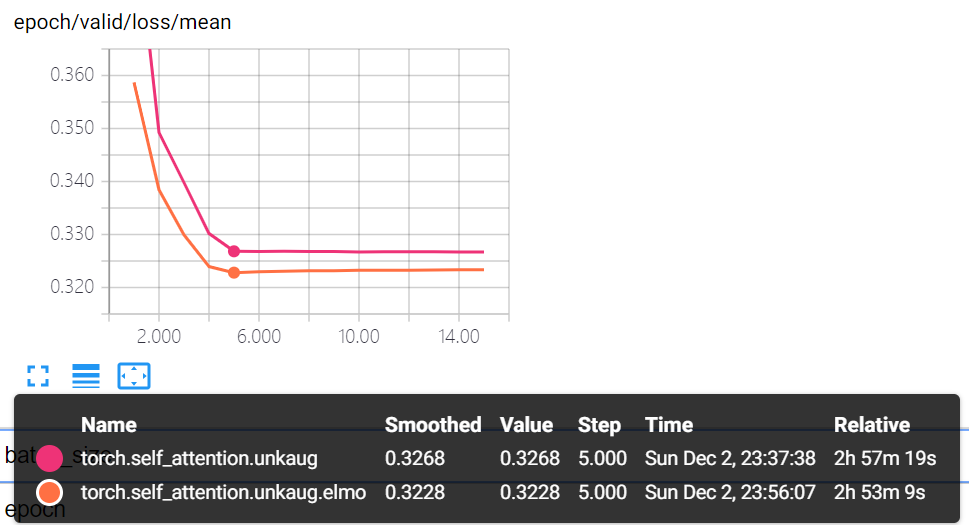 epoch/valid/loss/mean
0.360
0.350
0.340
0.330
0.320
2.000 6.000 10.00 14.00
Name Smoothed Value Step Time Relative
torch.self_attention.unkaug 0.3268 0.3268 5.000 Sun Dec 2, 23:37:38 2h 57m 19s
torch.self_attention.unkaug.elmo 0.3228 0.3228 5.000 Sun Dec 2, 23:56:07 2h 53m 9s
epoch